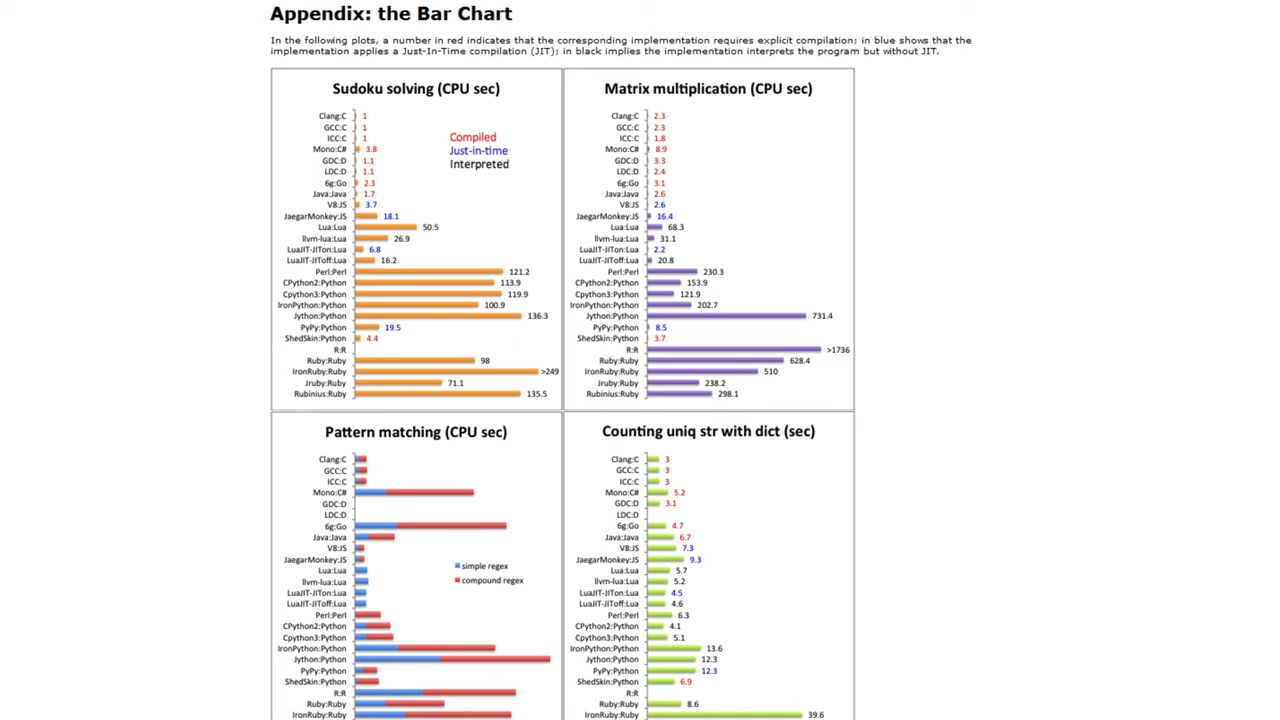 Appendix: the Bar Chart
In the following plots, a number in red indicates that the corresponding implementation requires explicit compilation; in blue shows that the
implementation applies a Just-In-Time compilation (JIT); in black implies the implementation interprets the program but without JIT.
Sudoku solving (CPU sec)
Clang:C 1
GCC:C 1
ICC:C 1
Mono:C# 3.8
GDC:D 1.1
LDC:D 1.1
6g:Go 2.3
Java:Java 1.7
V8:JS 3.7
JaegarMonkey:JS 18.1
Lua:Lua 50.5
llvm-lua:Lua 26.9
LuaJIT-JITon:Lua 6.8
LuaJIT-JIToff:Lua 16.2
Perl:Perl 121.2
CPython2:Python 113.9
Cpython3:Python 119.9
IronPython:Python 100.9
Jython:Python 136.3
PyPy:Python 19.5
ShedSkin:Python 4.4
R:R
Ruby:Ruby 98
IronRuby:Ruby >249
Jruby:Ruby 71.1
Rubinius:Ruby 135.5
Compiled
Just-in-time
Interpreted
Matrix multiplication (CPU sec)
Clang:C 2.3
GCC:C 2.3
ICC:C 1.8
Mono:C# 8.9
GDC:D 3.3
LDC:D 2.4
6g:Go 3.1
Java:Java 2.6
V8:JS 2.6
JaegarMonkey:JS 16.4
Lua:Lua 68.3
llvm-lua:Lua 31.1
LuaJIT-JITon:Lua 2.2
LuaJIT-JIToff:Lua 20.8
Perl:Perl 230.3
CPython2:Python 153.9
Cpython3:Python 121.9
IronPython:Python 202.7
Jython:Python 731.4
PyPy:Python 8.5
ShedSkin:Python 3.7
R:R >1736
Ruby:Ruby 628.4
IronRuby:Ruby 510
Jruby:Ruby 238.2
Rubinius:Ruby 298.1
Pattern matching (CPU sec)
Clang:C
GCC:C
ICC:C
Mono:C#
GDC:D
LDC:D
6g:Go
Java:Java
V8:JS
JaegarMonkey:JS
Lua:Lua
llvm-lua:Lua
LuaJIT-JITon:Lua
LuaJIT-JIToff:Lua
Perl:Perl
CPython2:Python
Cpython3:Python
IronPython:Python
Jython:Python
PyPy:Python
ShedSkin:Python
R:R
Ruby:Ruby
IronRuby:Ruby
simple regex
compound regex
Counting uniq str with dict (sec)
Clang:C 3
GCC:C 3
ICC:C 3
Mono:C# 5.2
GDC:D 3.1
LDC:D
6g:Go 4.7
Java:Java 6.7
V8:JS 7.3
JaegarMonkey:JS 9.3
Lua:Lua 5.7
llvm-lua:Lua 5.2
LuaJIT-JITon:Lua 4.5
LuaJIT-JIToff:Lua 4.6
Perl:Perl 6.3
CPython2:Python 4.1
Cpython3:Python 5.1
IronPython:Python 13.6
Jython:Python 12.3
PyPy:Python 12.3
ShedSkin:Python 6.9
R:R
Ruby:Ruby 8.6
IronRuby:Ruby 39.6